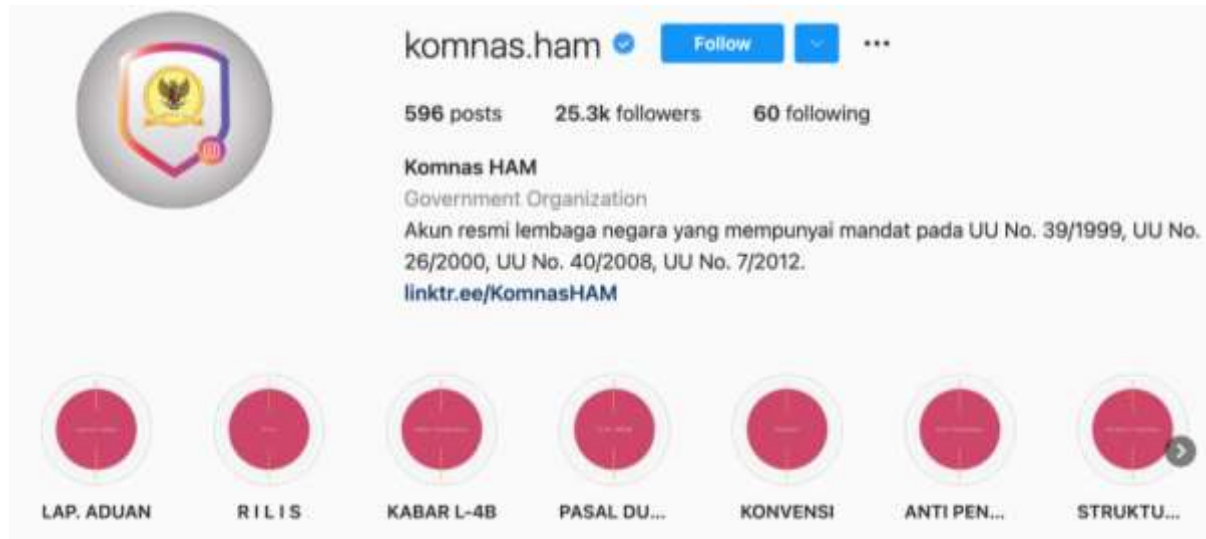 komnas.ham Follow
596 posts 25.3k followers 60 following
Komnas HAM
Government Organization
Akun resmi lembaga negara yang mempunyai mandat pada UU No. 39/1999, UU No.
26/2000, UU No. 40/2008, UU No. 7/2012.
linktr.ee/KomnasHAM
LAP. ADUAN R I L I S KABAR L-4B PASAL DU... KONVENSI ANTI PEN... STRUKTU...